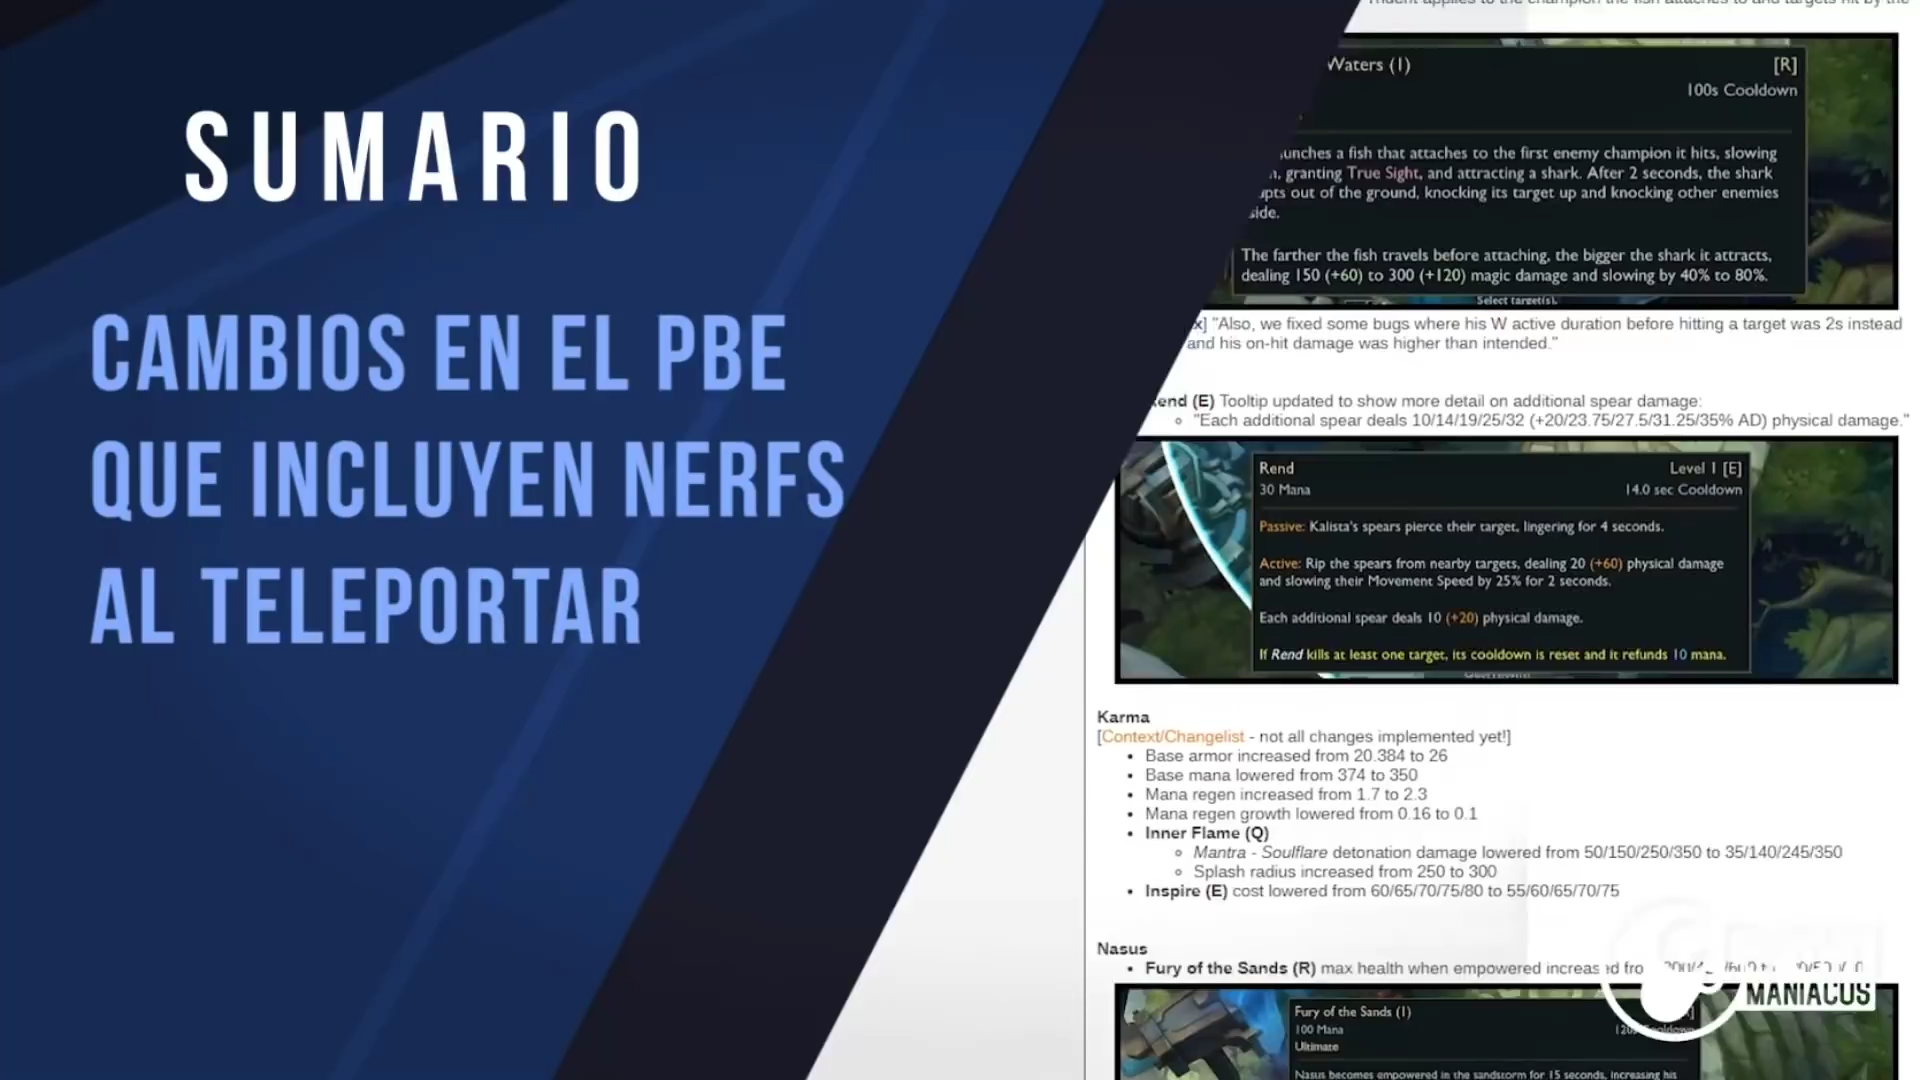 SUMARIO
CAMBIOS EN EL PBE
QUE INCLUYEN NERFS
AL TELEPORTAR
Waters (1) [R]
100s Cooldown
a fish that attaches to the first enemy champion it hits, slowing
granting True Sight, and attracting a shark. After 2 seconds, the shark
out of the ground, knocking its target up and knocking other enemies
The farther the fish travels before attaching, the bigger the shark it attracts,
dealing 150 (+60) to 300 (+120) magic damage and slowing by 40% to 80%.
Select target(s).
"Also, we fixed some bugs where his W active duration before hitting a target was 2s instead
and his on-hit damage was higher than intended."
(E) Tooltip updated to show more detail on additional spear damage:
"Each additional spear deals 10/14/19/25/32 (+20/23.75/27.5/31.25/35% AD) physical damage."
Rend Level 1 [E]
30 Mana 14.0 sec Cooldown
Passive: Kalista's spears pierce their target, lingering for 4 seconds.
Active: Rip the spears from nearby targets, dealing 20 (+60) physical damage
and slowing their Movement Speed by 25% for 2 seconds.
Each additional spear deals 10 (+20) physical damage.
If Rend kills at least one target, its cooldown is reset and it refunds 10 mana.
Karma
[Context/Changelist - not all changes implemented yet!]
Base armor increased from 20.384 to 26
Base mana lowered from 374 to 350
Mana regen increased from 1.7 to 2.3
Mana regen growth lowered from 0.16 to 0.1
Inner Flame (Q)
Mantra - Soulflare detonation damage lowered from 50/150/250/350 to 35/140/245/350
Splash radius increased from 250 to 300
Inspire (E) cost lowered from 60/65/70/75/80 to 55/60/65/70/75
Nasus
Fury of the Sands (R) max health when empowered increased
MANIACUS
Fury of the Sands (1)
100 Mana
Ultimate
Nasus becomes empowered in the sandstorm for 15 seconds, increasing his